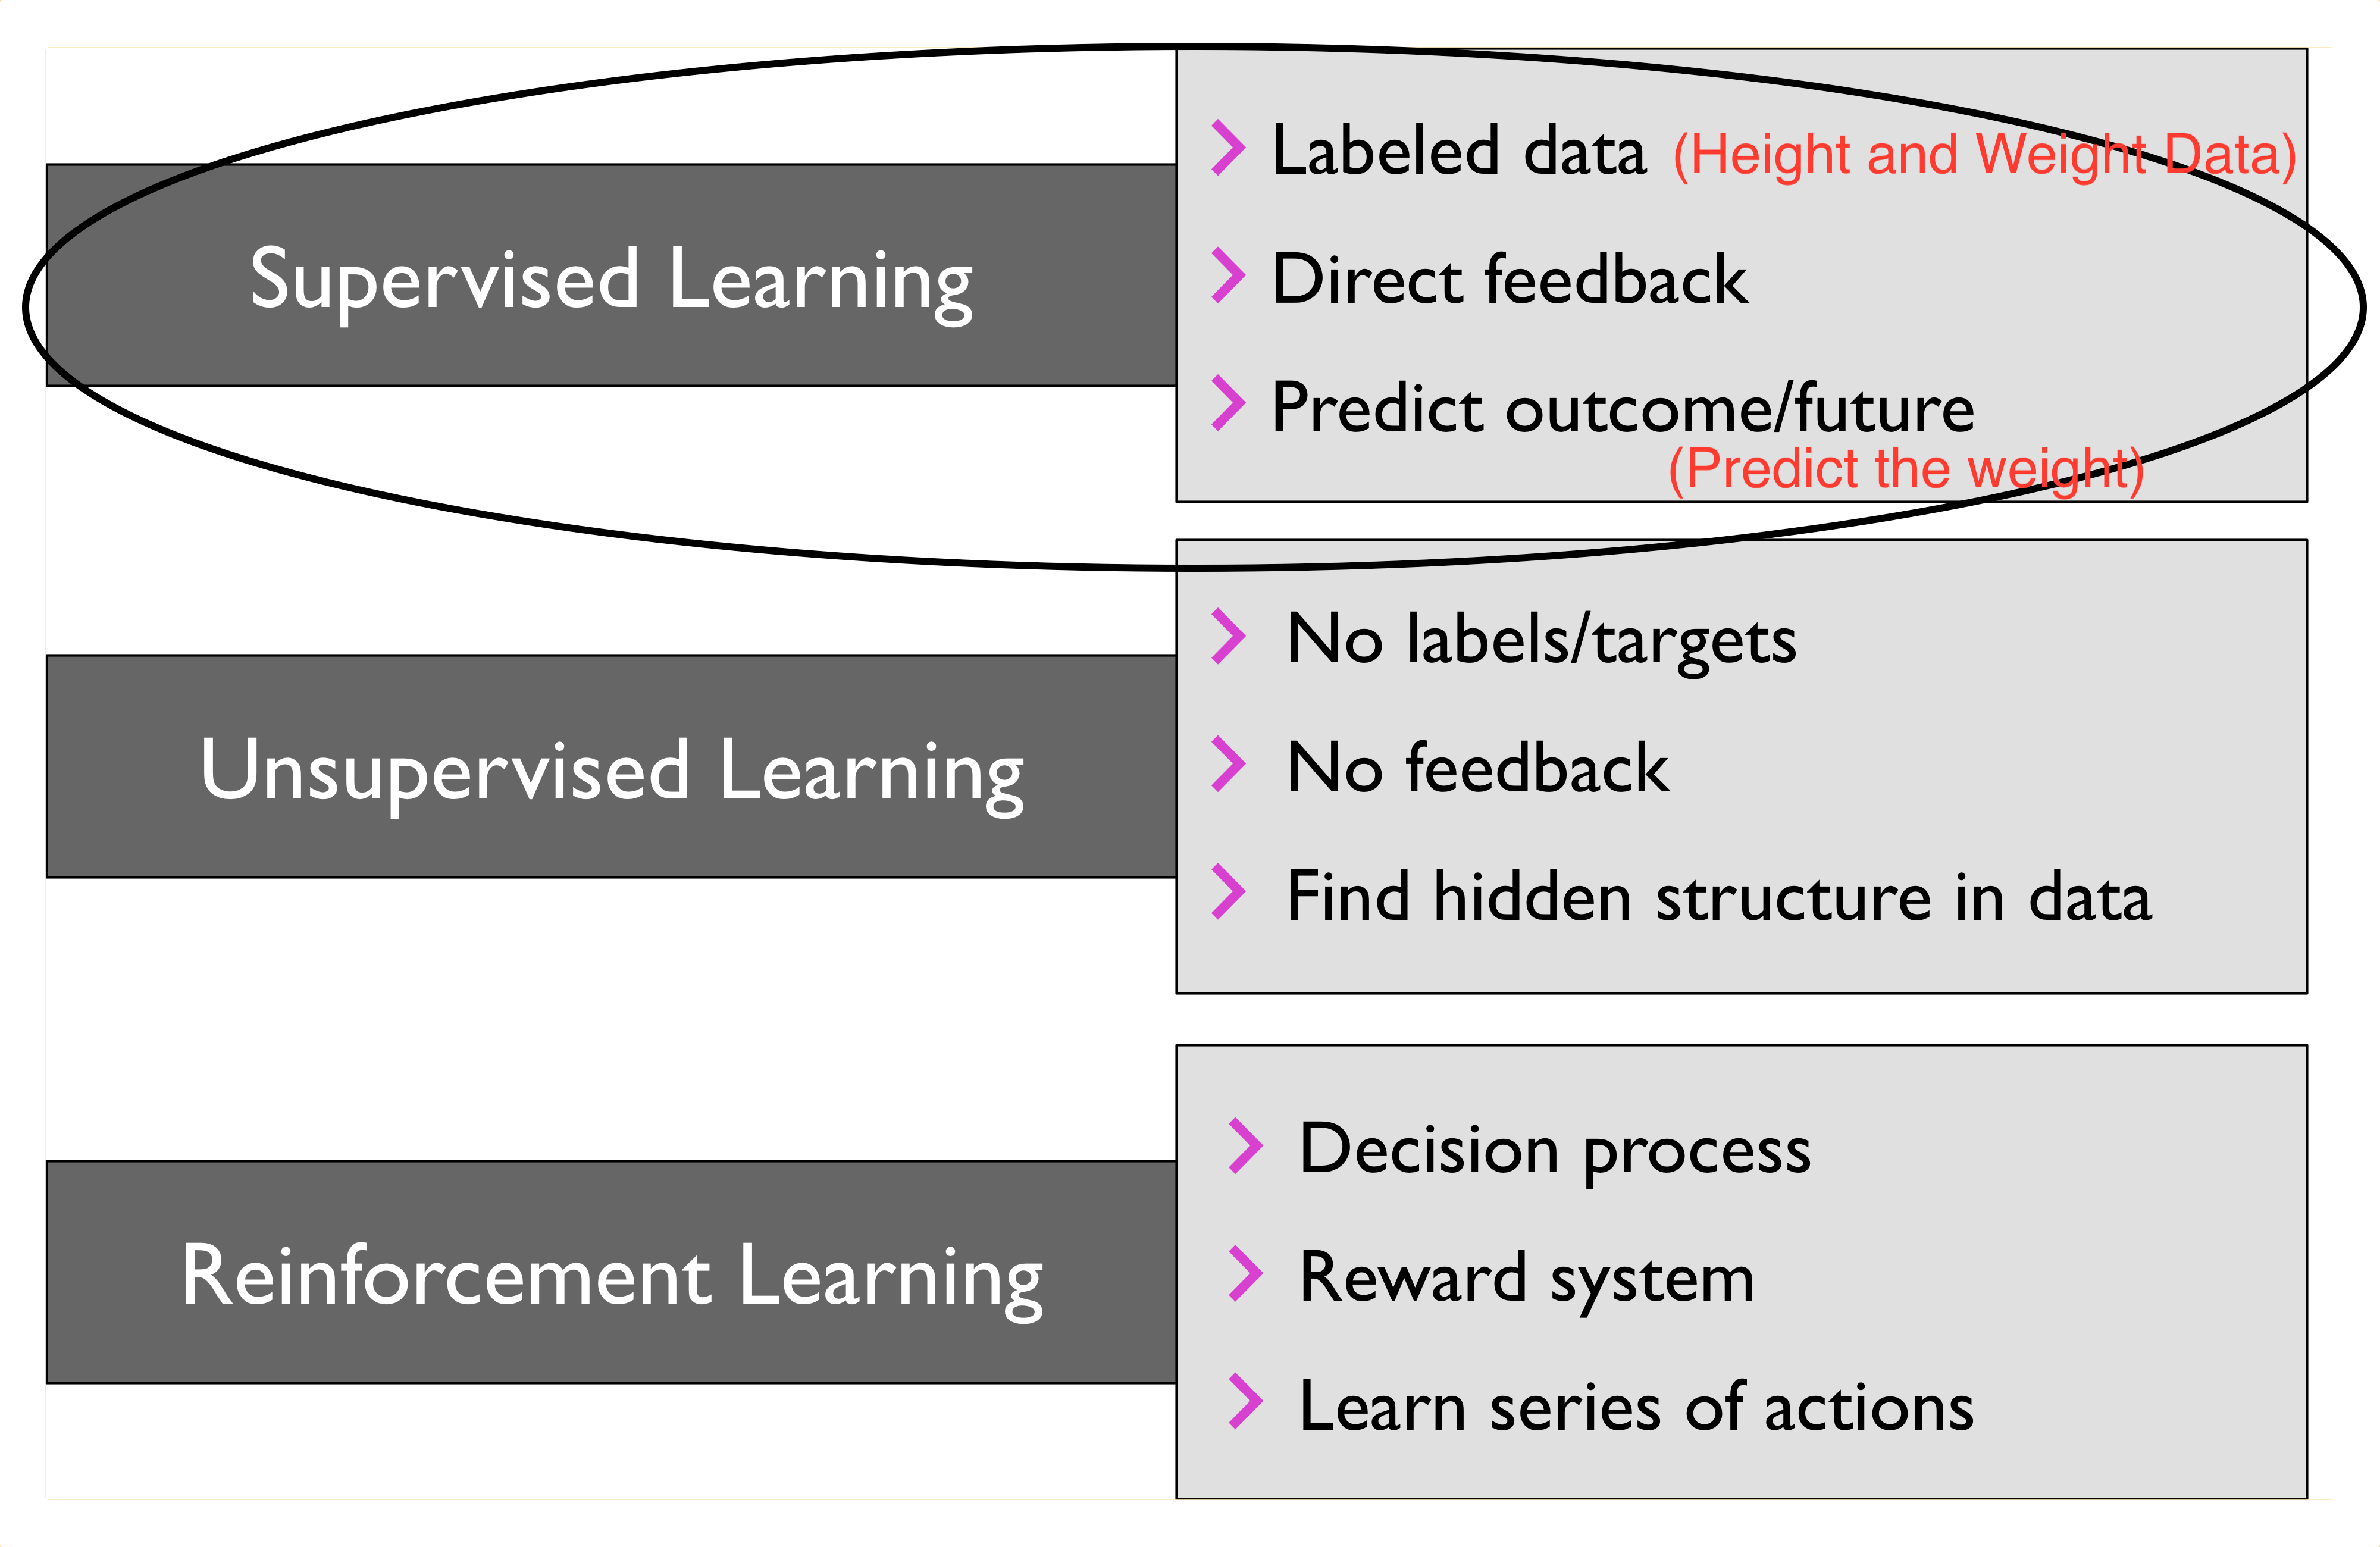 Supervised Learning
Labeled data (Height and Weight Data)
Direct feedback
Predict outcome/future
(Predict the weight)
Unsupervised Learning
No labels/targets
No feedback
Find hidden structure in data
Reinforcement Learning
Decision process
Reward system
Learn series of actions